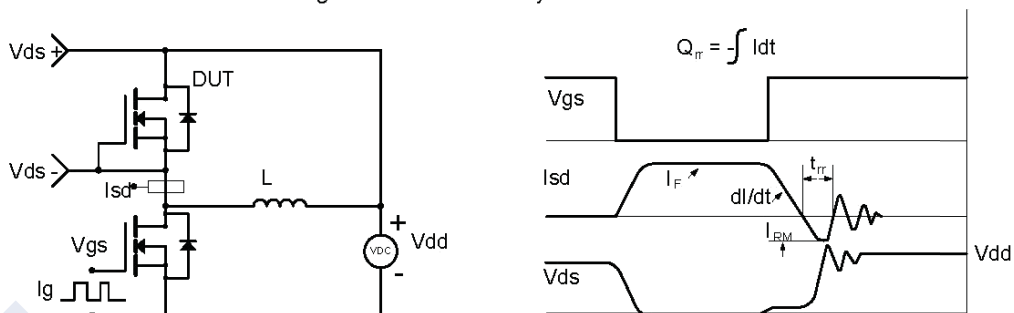 Vds +
DUT
Vds -
Isd
L
Vgs
Ig
+
VDC
Vdd
-
Qrr = -∫ Idt
Vgs
Isd
IF
dI/dt
trr
IRM
Vdd
Vds